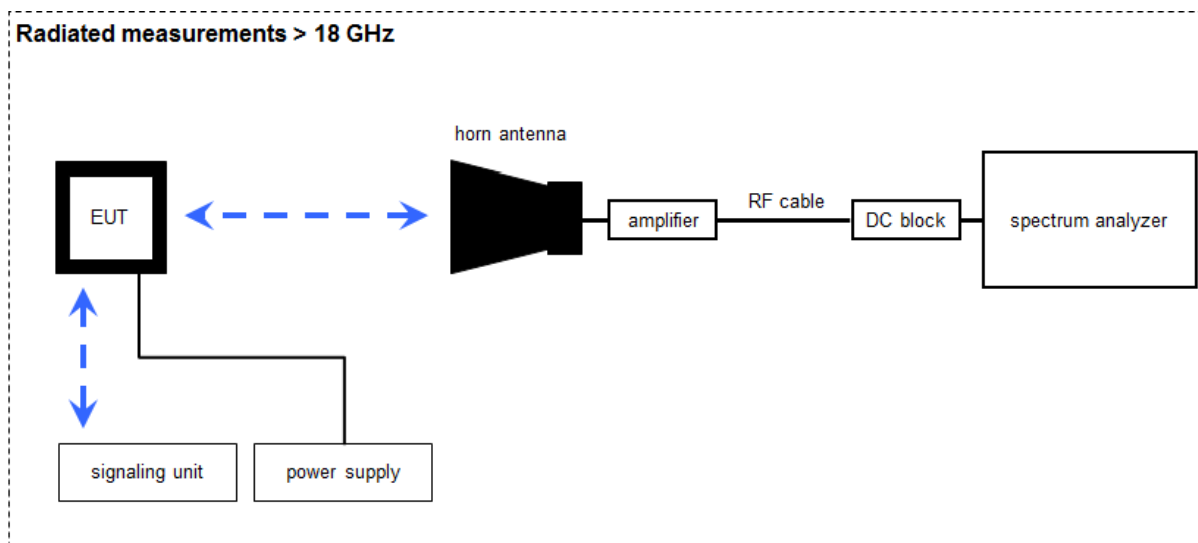 Radiated measurements > 18 GHz
horn antenna
EUT
amplifier
RF cable
DC block
spectrum analyzer
signaling unit
power supply